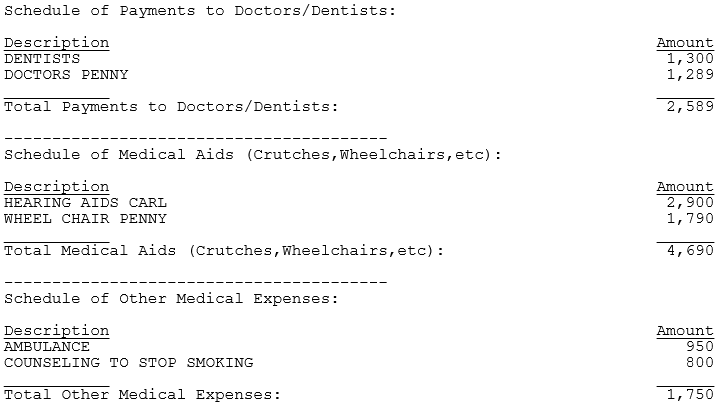 Schedule of Payments to Doctors/Dentists:
Description Amount
DENTISTS 1,300
DOCTORS PENNY 1,289
Total Payments to Doctors/Dentists: 2,589
----------------------------------------
Schedule of Medical Aids (Crutches,Wheelchairs,etc):
Description Amount
HEARING AIDS CARL 2,900
WHEEL CHAIR PENNY 1,790
Total Medical Aids (Crutches,Wheelchairs,etc): 4,690
----------------------------------------
Schedule of Other Medical Expenses:
Description Amount
AMBULANCE 950
COUNSELING TO STOP SMOKING 800
Total Other Medical Expenses: 1,750